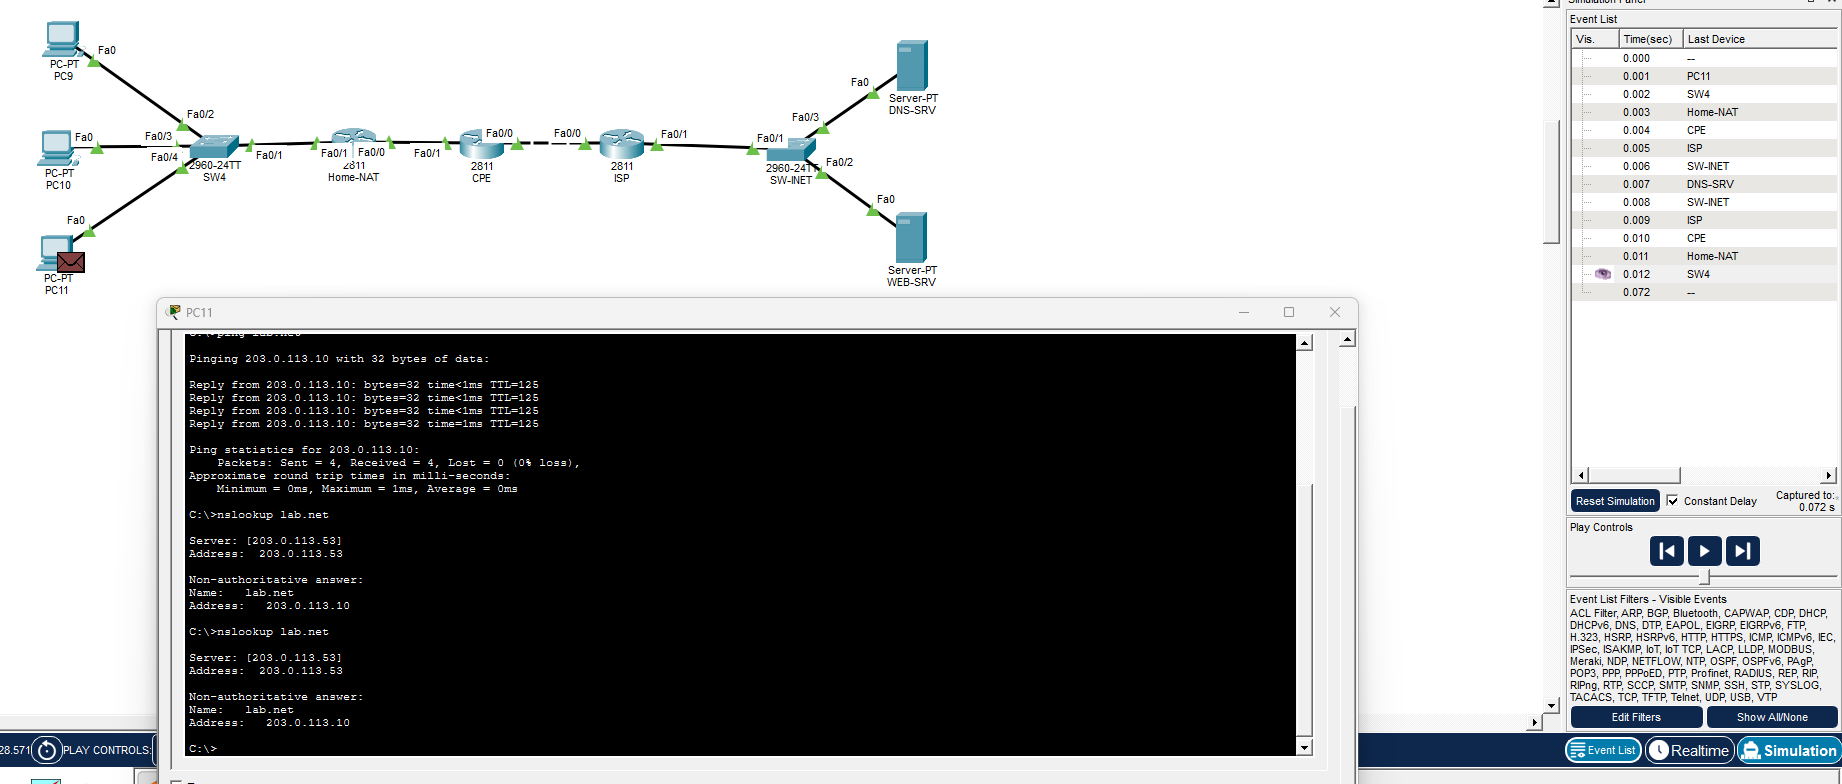 Simulation Panel
Event List
Vis. Time(sec) Last Device
0.000 --
0.001 PC11
0.002 SW4
0.003 Home-NAT
0.004 CPE
0.005 ISP
0.006 SW-INET
0.007 DNS-SRV
0.008 SW-INET
0.009 ISP
0.010 CPE
0.011 Home-NAT
0.012 SW4
0.072 --
Reset Simulation Constant Delay Captured to:
0.072 s
Play Controls
Event List Filters - Visible Events
ACL Filter, ARP, BGP, Bluetooth, CAPWAP, CDP, DHCP,
DHCPv6, DNS, DTP, EAPOL, EIGRP, EIGRPv6, FTP,
H.323, HSRP, HSRPv6, HTTP, HTTPS, ICMP, ICMPv6, IEC,
IPSec, ISAKMP, IoT, IoT TCP, LACP, LLDP, MODBUS,
Meraki, NDP, NETFLOW, NTP, OSPF, OSPFv6, PAgP,
POP3, PPP, PPPoED, PTP, Profinet, RADIUS, REP, RIP,
RIPng, RTP, SCCP, SMTP, SNMP, SSH, STP, SYSLOG,
TACACS, TCP, TFTP, Telnet, UDP, USB, VTP
Edit Filters Show All/None
Event List Realtime Simulation
Fa0
PC-PT
PC9
Fa0/2
Fa0
Fa0/3
Fa0/4
PC-PT
PC10
2960-24TT
SW4
Fa0/1
Fa0
PC-PT
PC11
Fa0/1 Fa0/0
2811
Home-NAT
Fa0/1
Fa0/0
2811
CPE
Fa0/0
2811
ISP
Fa0/1
Fa0/1
2960-24TT
SW-INET
Fa0/3
Fa0/2
Fa0
Server-PT
DNS-SRV
Fa0
Server-PT
WEB-SRV
PC11
C:\>ping lab.net
Pinging 203.0.113.10 with 32 bytes of data:
Reply from 203.0.113.10: bytes=32 time<1ms TTL=125
Reply from 203.0.113.10: bytes=32 time<1ms TTL=125
Reply from 203.0.113.10: bytes=32 time<1ms TTL=125
Reply from 203.0.113.10: bytes=32 time=1ms TTL=125
Ping statistics for 203.0.113.10:
Packets: Sent = 4, Received = 4, Lost = 0 (0% loss),
Approximate round trip times in milli-seconds:
Minimum = 0ms, Maximum = 1ms, Average = 0ms
C:\>nslookup lab.net
Server: [203.0.113.53]
Address: 203.0.113.53
Non-authoritative answer:
Name: lab.net
Address: 203.0.113.10
C:\>nslookup lab.net
Server: [203.0.113.53]
Address: 203.0.113.53
Non-authoritative answer:
Name: lab.net
Address: 203.0.113.10
C:\>
28.571 PLAY CONTROLS: